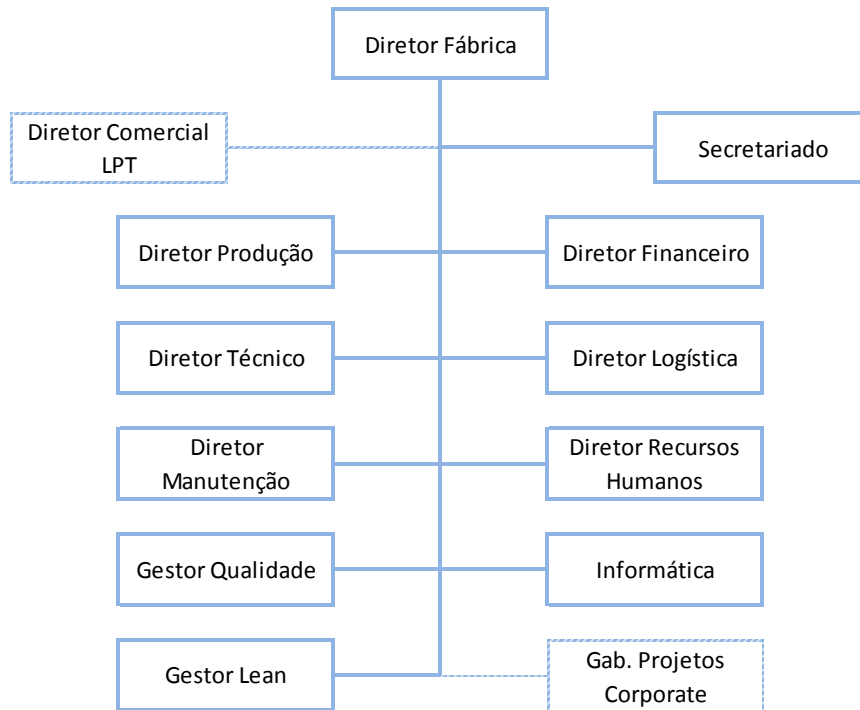 Diretor Fábrica
Diretor Comercial
LPT
Secretariado
Diretor Produção
Diretor Financeiro
Diretor Técnico
Diretor Logística
Diretor
Manutenção
Diretor Recursos
Humanos
Gestor Qualidade
Informática
Gestor Lean
Gab. Projetos
Corporate